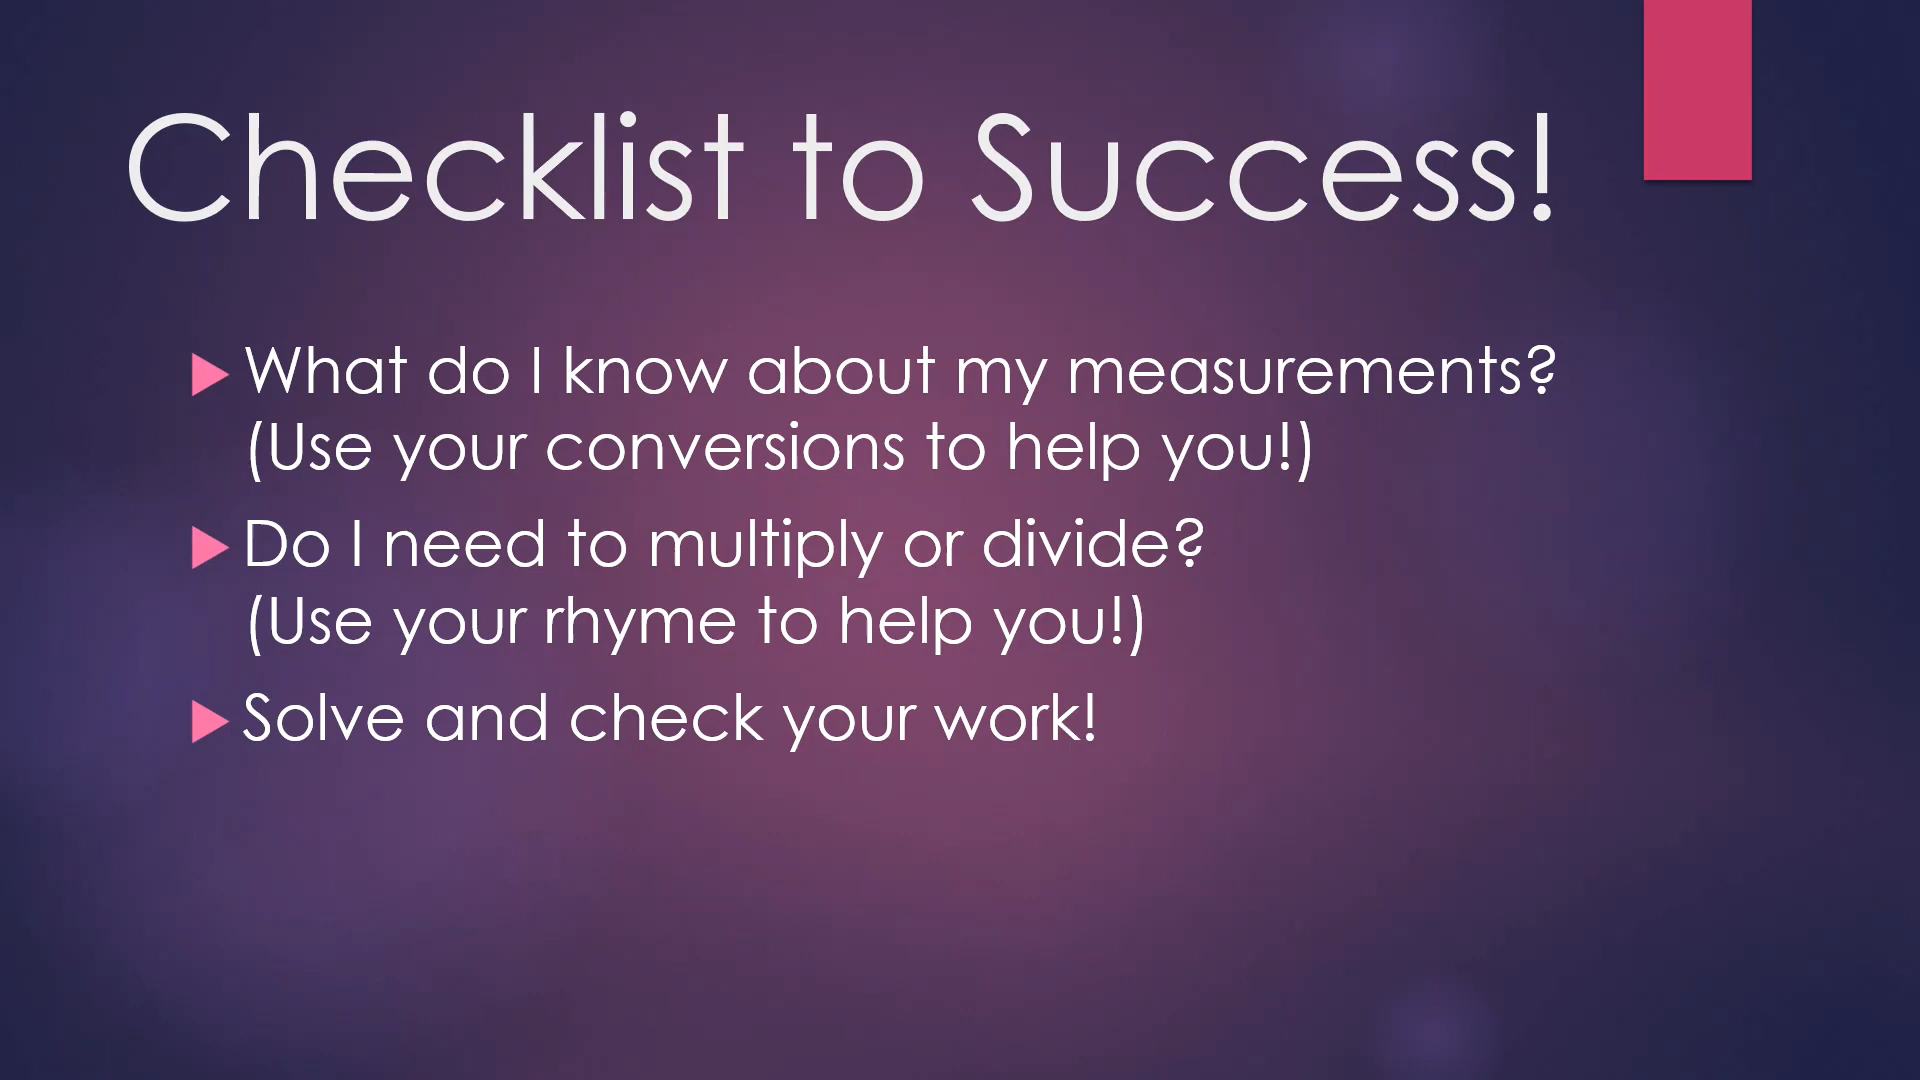 Checklist to Success!
What do I know about my measurements?
(Use your conversions to help you!)
Do I need to multiply or divide?
(Use your rhyme to help you!)
Solve and check your work!